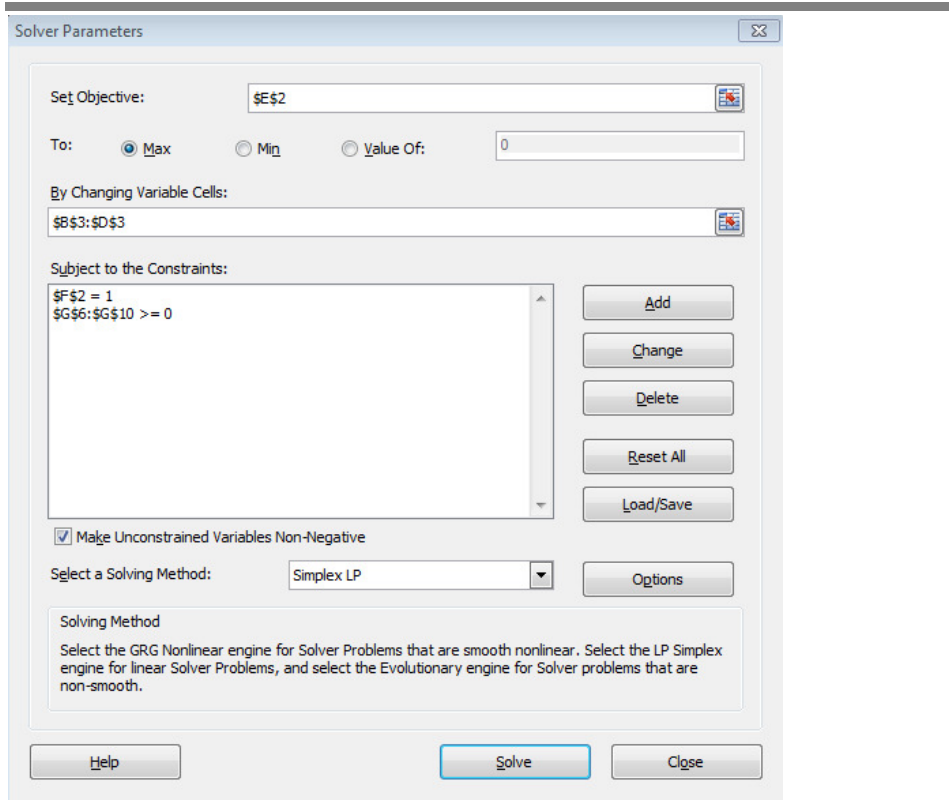 Solver Parameters
Set Objective:
$E$2
To:
Max
Min
Value Of:
0
By Changing Variable Cells:
$B$3:$D$3
Subject to the Constraints:
$F$2 = 1
$G$6:$G$10 >= 0
Add
Change
Delete
Reset All
Load/Save
Make Unconstrained Variables Non-Negative
Select a Solving Method:
Simplex LP
Options
Solving Method
Select the GRG Nonlinear engine for Solver Problems that are smooth nonlinear. Select the LP Simplex
engine for linear Solver Problems, and select the Evolutionary engine for Solver problems that are
non-smooth.
Help
Solve
Close